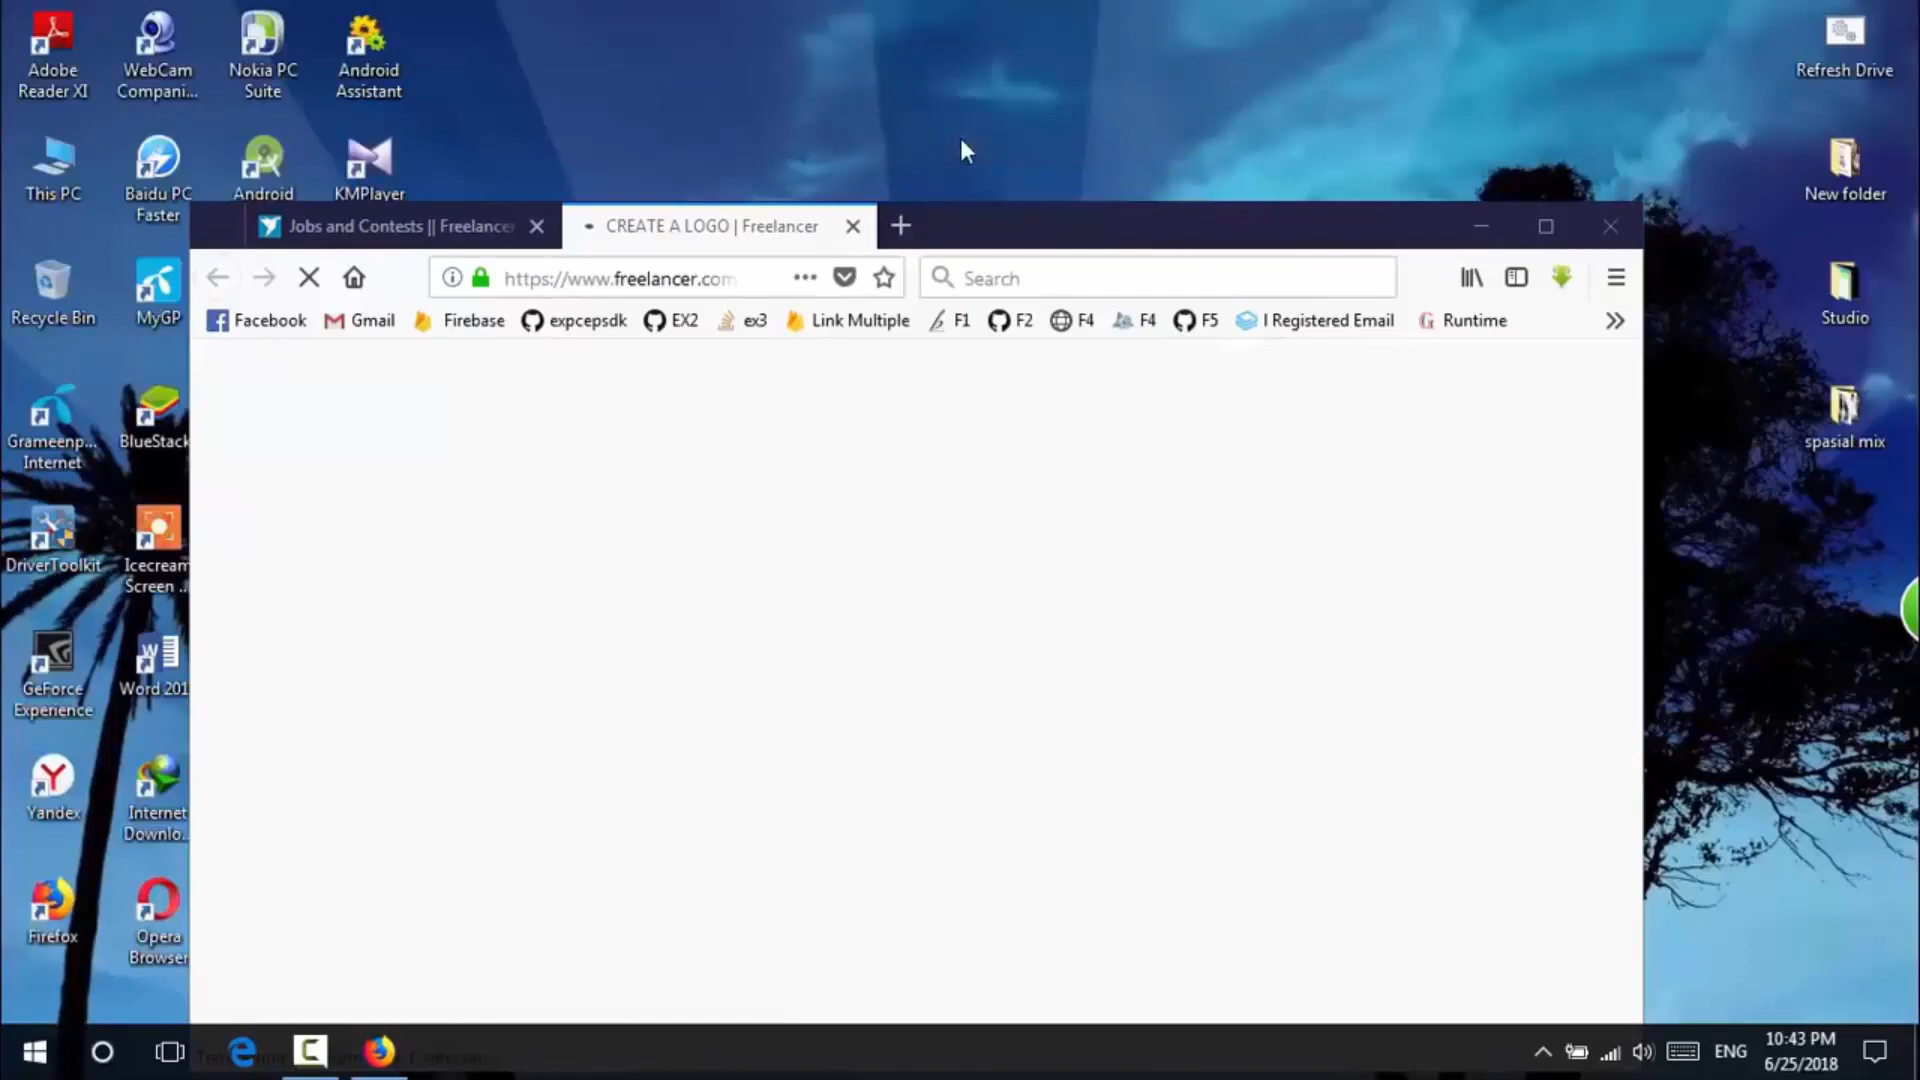 Adobe
Reader XI
WebCam
Compani...
Nokia PC
Suite
Android
Assistant
Refresh Drive
This PC
Baidu PC
Faster
Android
KMPlayer
New folder
Jobs and Contests || Freelancer
CREATE A LOGO | Freelancer
https://www.freelancer.com
Search
Facebook
Gmail
Firebase
expcepsdk
EX2
ex3
Link Multiple
F1
F2
F4
F4
F5
I Registered Email
Runtime
Recycle Bin
MyGP
Studio
Grameenp...
Internet
BlueStack
spasial mix
DriverToolkit
Icecream
Screen ...
GeForce
Experience
Word 201
Yandex
Internet
Downlo...
Firefox
Opera
Browser
ENG
10:43 PM
6/25/2018